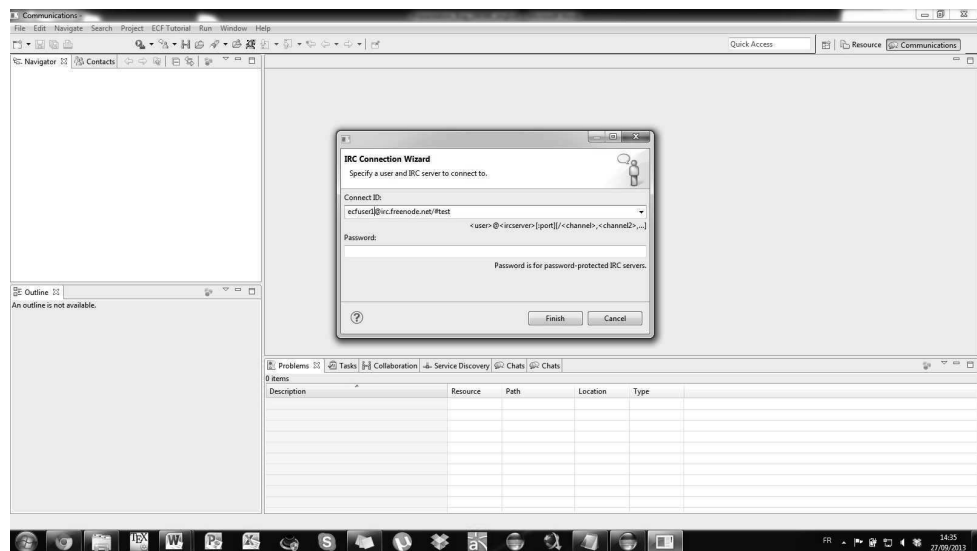 Communications -
File Edit Navigate Search Project ECF Tutorial Run Window Help
Quick Access
Resource
Communications
Navigator
Contacts
IRC Connection Wizard
Specify a user and IRC server to connect to.
Connect ID:
ecfuser1@irc.freenode.net/#test
<user>@<ircserver>[:port][/<channel>,<channel2>,...]
Password:
Password is for password-protected IRC servers.
Finish Cancel
Outline
An outline is not available.
Problems Tasks Collaboration Service Discovery Chats Chats
0 items
Description Resource Path Location Type
FR
14:35
27/09/2013